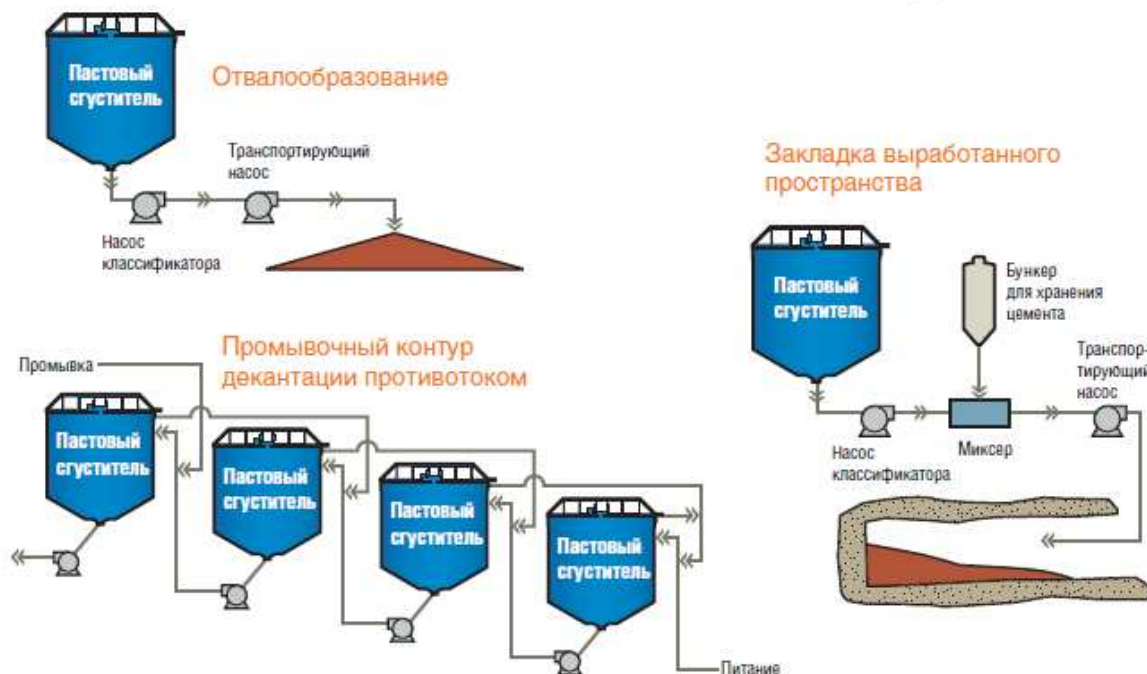 Пастовый
сгуститель
Отвалообразование
Транспортирующий
насос
Насос
классификатора
Закладка выработанного
пространства
Пастовый
сгуститель
Бункер
для хранения
цемента
Транспор-
тирующий
насос
Насос
классификатора
Миксер
Промывочный контур
декантации противотоком
Промывка
Пастовый
сгуститель
Пастовый
сгуститель
Пастовый
сгуститель
Пастовый
сгуститель
Питание